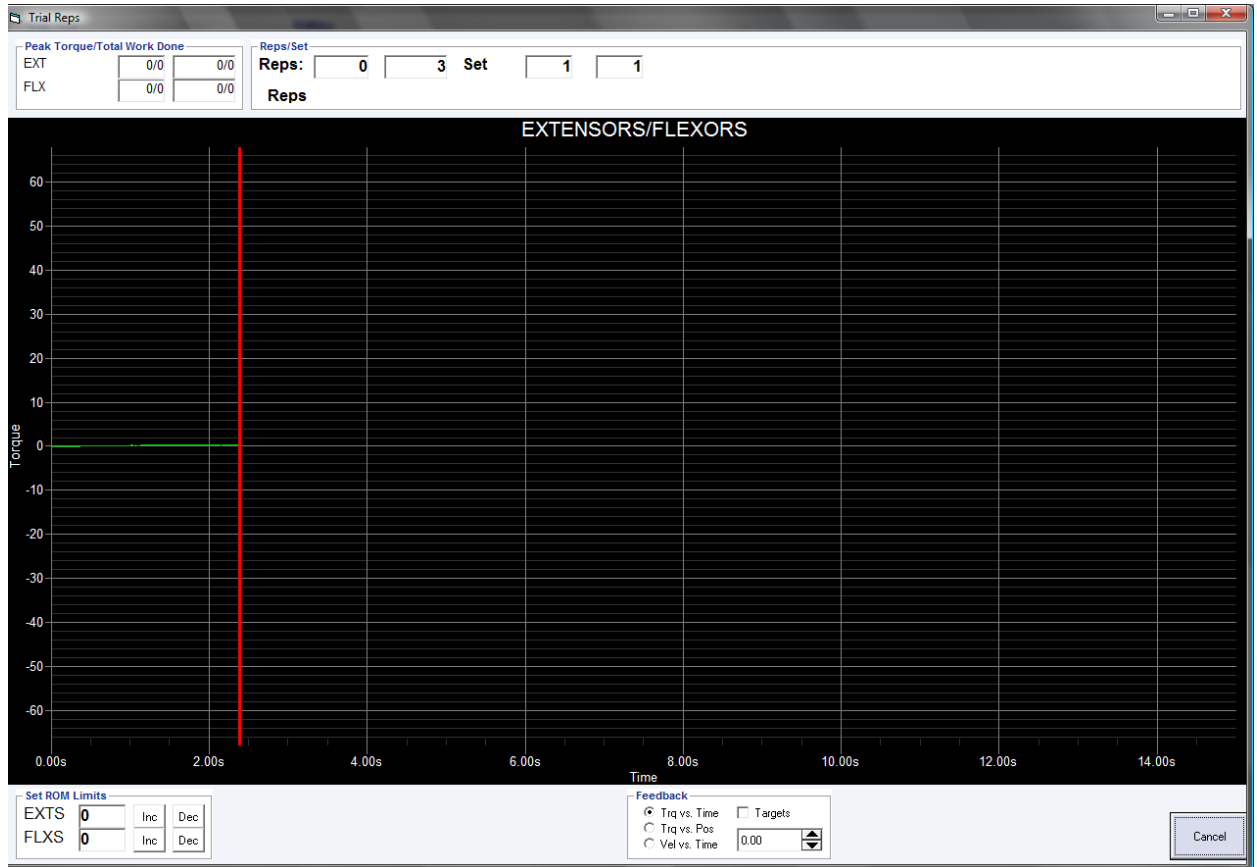 Trial Reps
Peak Torque/Total Work Done
EXT 0/0 0/0
FLX 0/0 0/0
Reps/Set
Reps: 0 3 Set 1 1
Reps
EXTENSORS/FLEXORS
60
50
40
30
20
10
0
-10
-20
-30
-40
-50
-60
Torque
0.00s 2.00s 4.00s 6.00s 8.00s 10.00s 12.00s 14.00s
Time
Set ROM Limits
EXTS 0 Inc Dec
FLXS 0 Inc Dec
Feedback
Trq vs. Time Targets
Trq vs. Pos
Vel vs. Time 0.00
Cancel